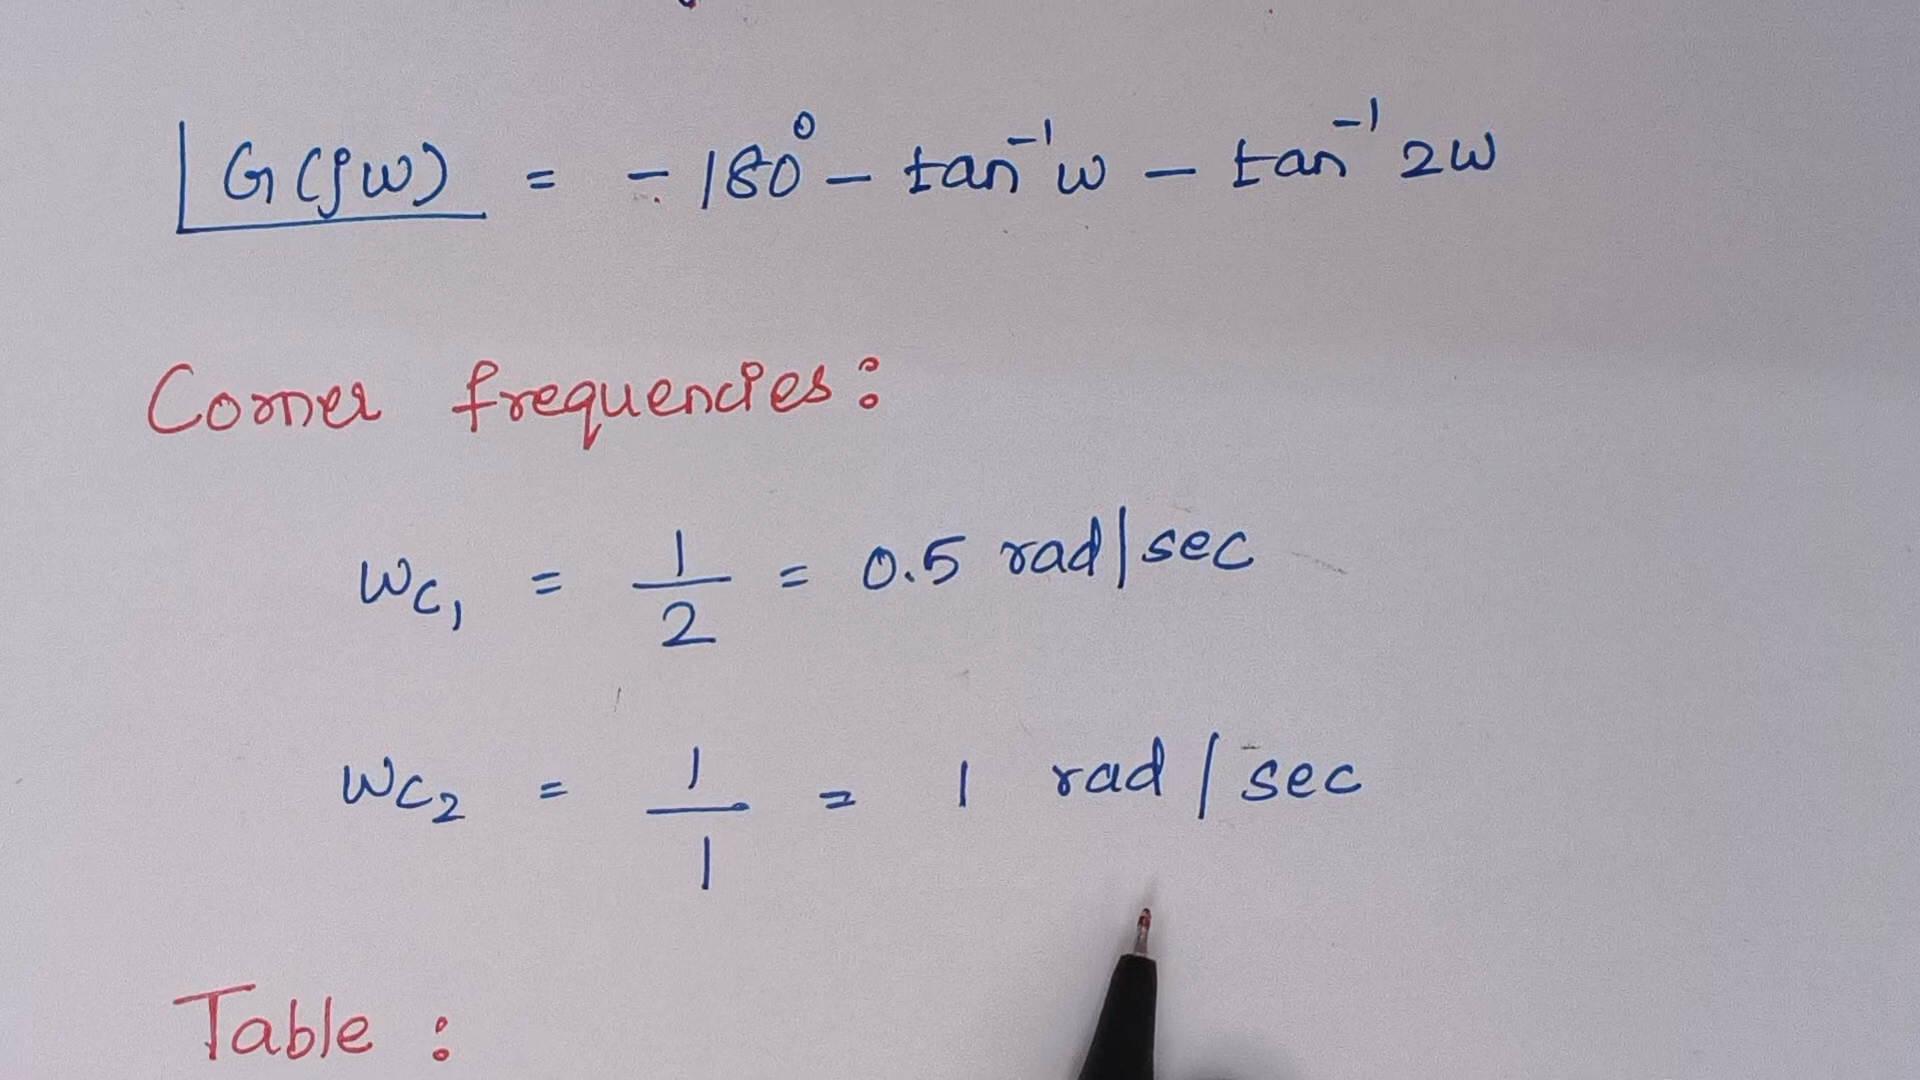 ∠G(jω) = -180° - tan⁻¹ω - tan⁻¹2ω
Corner frequencies:
ωc₁ = 1/2 = 0.5 rad/sec
ωc₂ = 1/1 = 1 rad/sec
Table :